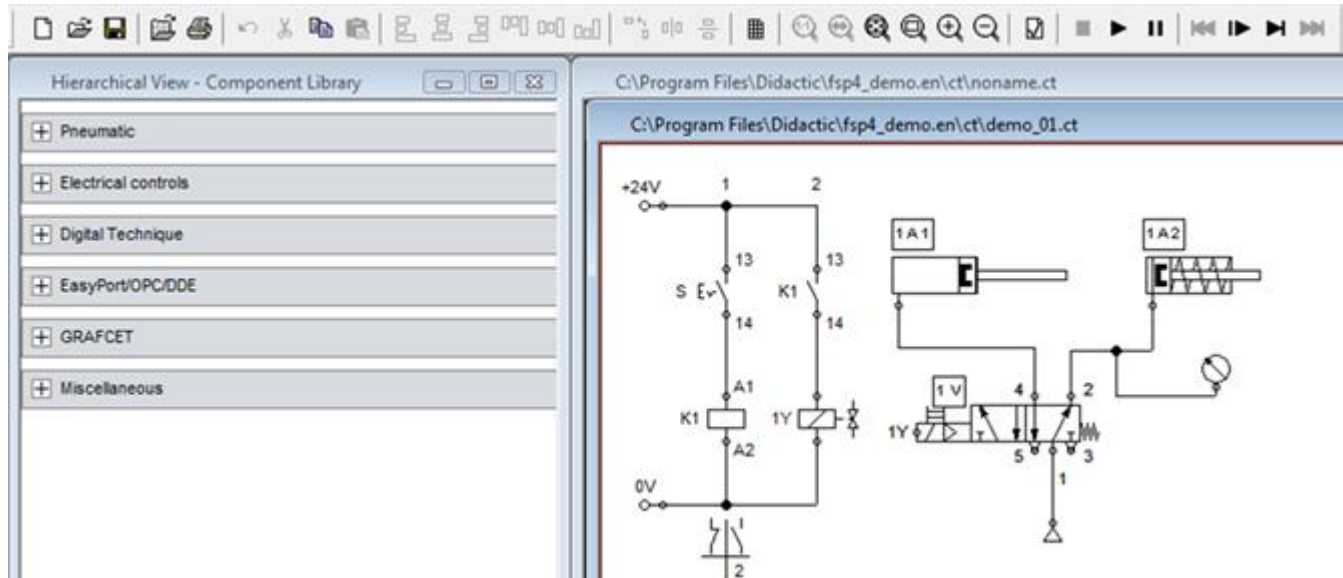 Hierarchical View - Component Library
Pneumatic
Electrical controls
Digital Technique
EasyPort/OPC/DDE
GRAFCET
Miscellaneous
C:\Program Files\Didactic\fsp4_demo.en\ct\noname.ct
C:\Program Files\Didactic\fsp4_demo.en\ct\demo_01.ct
+24V 1 2
1A1 1A2
13 13
S K1
14 14
A1 1 V 4 2
K1 1Y 1Y
A2 5 3
0V 1
2